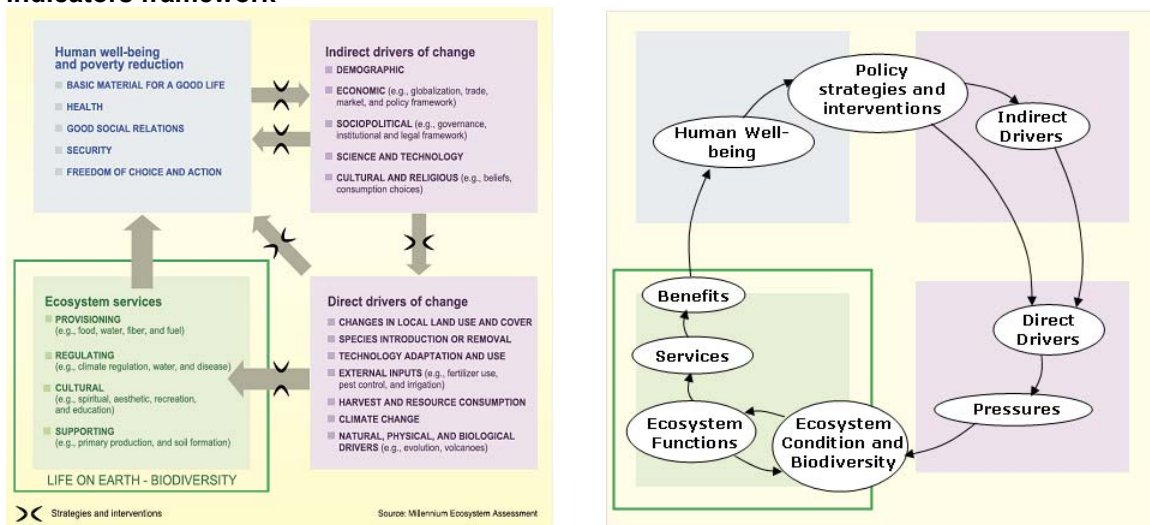 indicators framework
Human well-being
and poverty reduction
BASIC MATERIAL FOR A GOOD LIFE
HEALTH
GOOD SOCIAL RELATIONS
SECURITY
FREEDOM OF CHOICE AND ACTION
Indirect drivers of change
DEMOGRAPHIC
ECONOMIC (e.g., globalization, trade,
market, and policy framework)
SOCIOPOLITICAL (e.g., governance,
institutional and legal framework)
SCIENCE AND TECHNOLOGY
CULTURAL AND RELIGIOUS (e.g., beliefs,
consumption choices)
Ecosystem services
PROVISIONING
(e.g., food, water, fiber, and fuel)
REGULATING
(e.g., climate regulation, water, and disease)
CULTURAL
(e.g., spiritual, aesthetic, recreation,
and education)
SUPPORTING
(e.g., primary production, and soil formation)
LIFE ON EARTH - BIODIVERSITY
Direct drivers of change
CHANGES IN LOCAL LAND USE AND COVER
SPECIES INTRODUCTION OR REMOVAL
TECHNOLOGY ADAPTATION AND USE
EXTERNAL INPUTS (e.g., fertilizer use,
pest control, and irrigation)
HARVEST AND RESOURCE CONSUMPTION
CLIMATE CHANGE
NATURAL, PHYSICAL, AND BIOLOGICAL
DRIVERS (e.g., evolution, volcanoes)
Strategies and interventions
Source: Millennium Ecosystem Assessment
Policy
strategies and
interventions
Indirect
Drivers
Human Well-
being
Benefits
Services
Direct
Drivers
Pressures
Ecosystem
Functions
Ecosystem
Condition and
Biodiversity